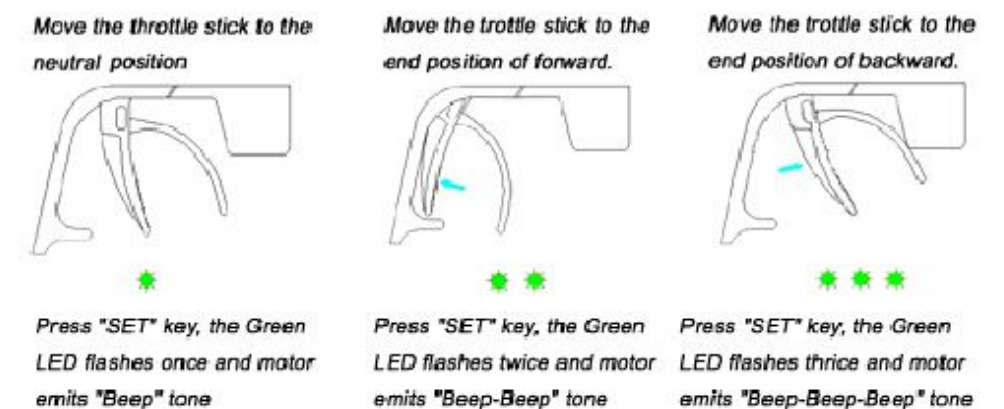 Move the throttle stick to the
neutral position
Move the trottle stick to the
end position of forward.
Move the trottle stick to the
end position of backward.
Press "SET" key, the Green
LED flashes once and motor
emits "Beep" tone
Press "SET" key, the Green
LED flashes twice and motor
emits "Beep-Beep" tone
Press "SET" key, the Green
LED flashes thrice and motor
emits "Beep-Beep-Beep" tone